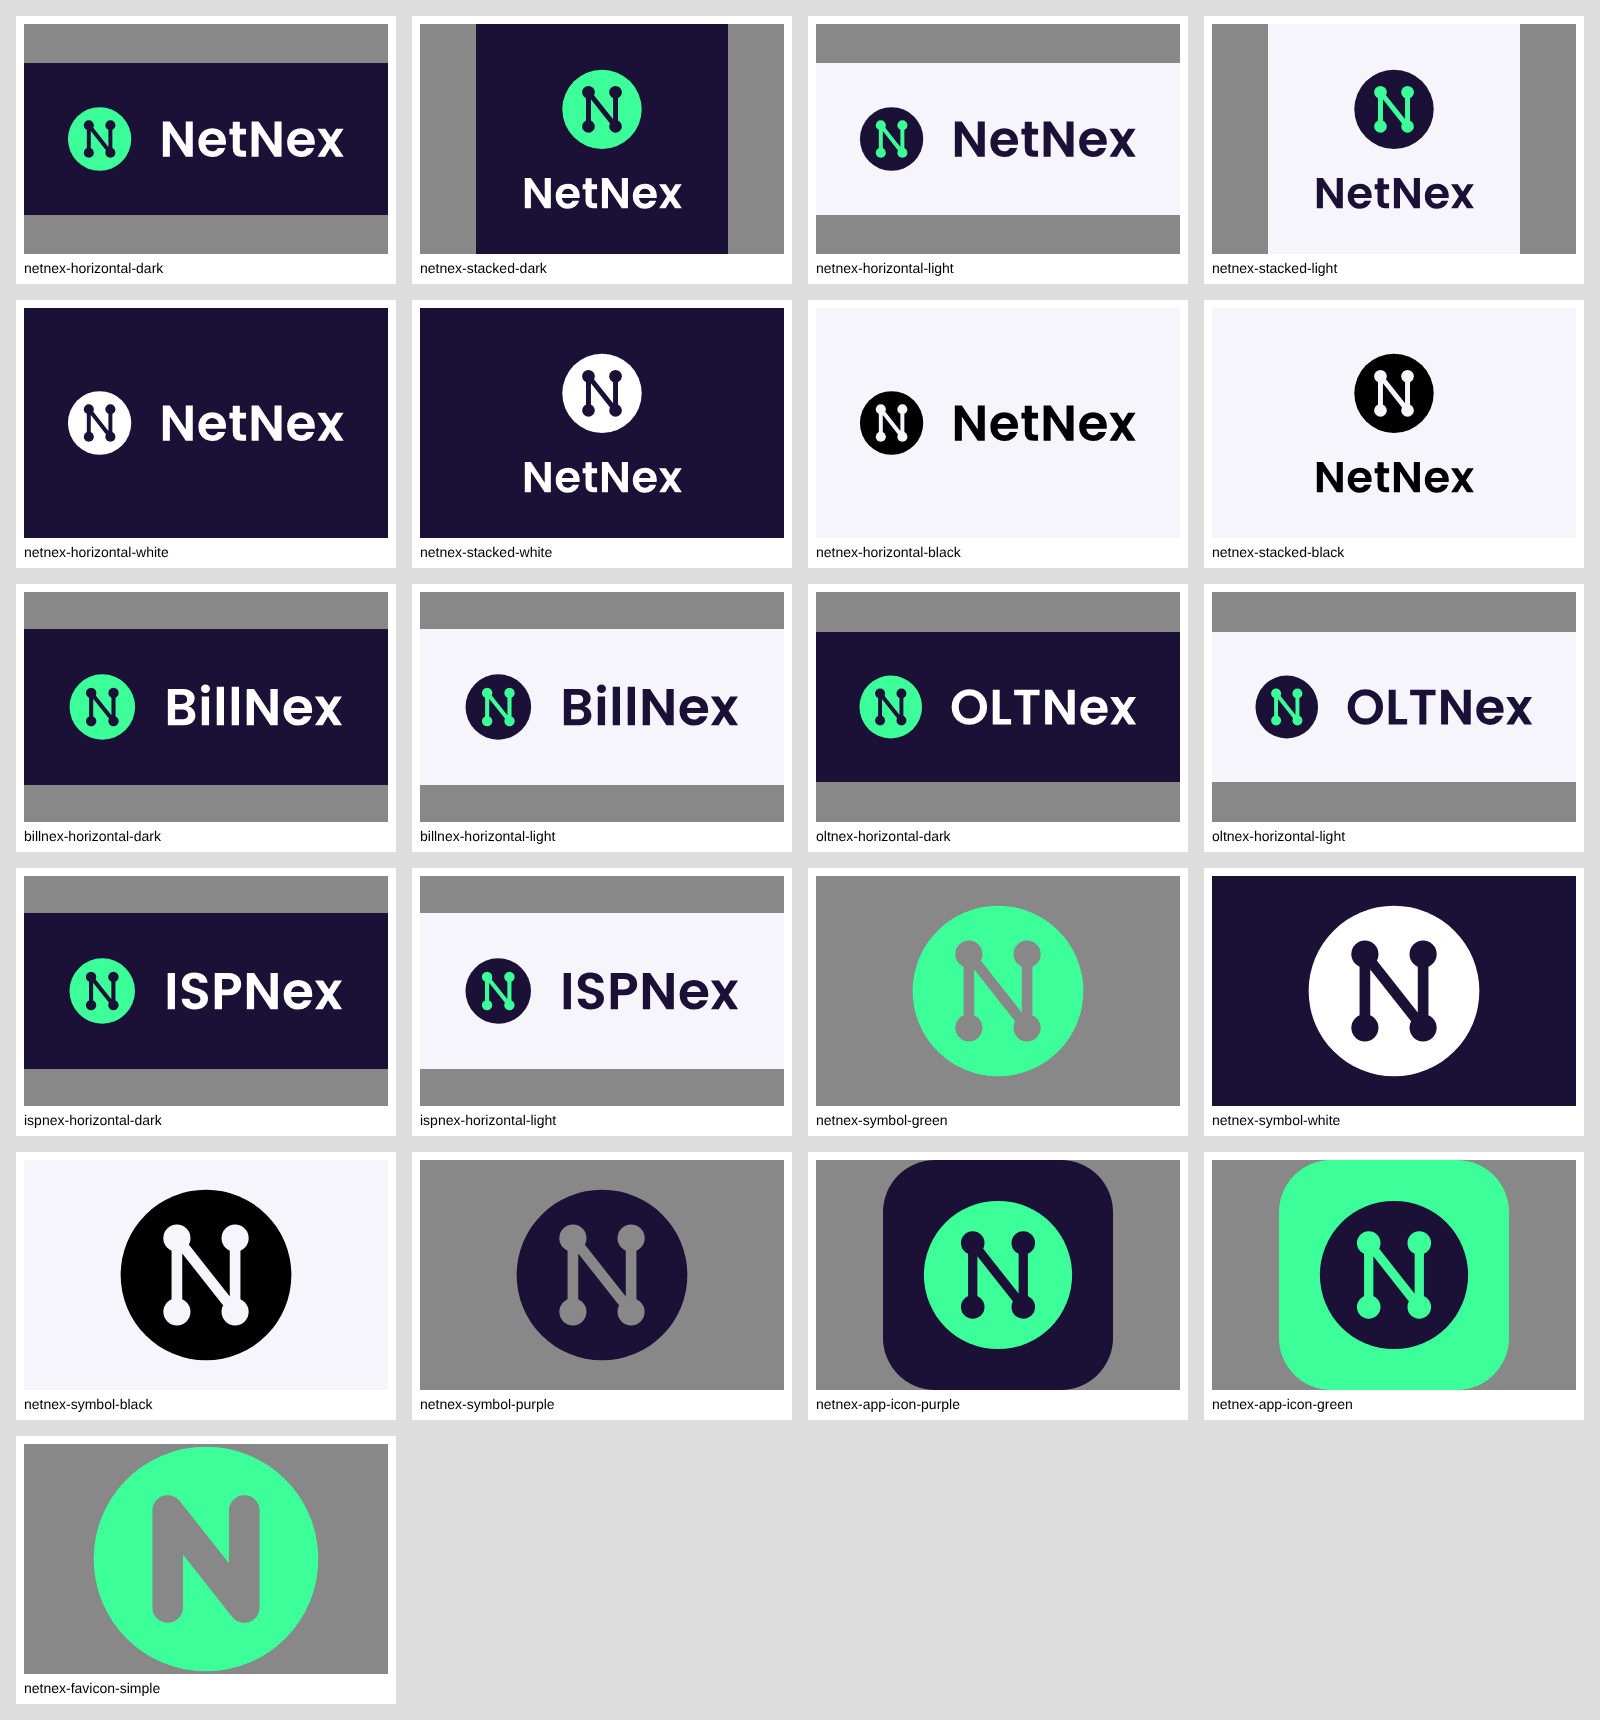 NetNex
netnex-horizontal-dark
NetNex
netnex-stacked-dark
NetNex
netnex-horizontal-light
NetNex
netnex-stacked-light
NetNex
netnex-horizontal-white
NetNex
netnex-stacked-white
NetNex
netnex-horizontal-black
NetNex
netnex-stacked-black
BillNex
billnex-horizontal-dark
BillNex
billnex-horizontal-light
OLTNex
oltnex-horizontal-dark
OLTNex
oltnex-horizontal-light
ISPNex
ispnex-horizontal-dark
ISPNex
ispnex-horizontal-light
N
netnex-symbol-green
N
netnex-symbol-white
N
netnex-symbol-black
N
netnex-symbol-purple
N
netnex-app-icon-purple
N
netnex-app-icon-green
N
netnex-favicon-simple